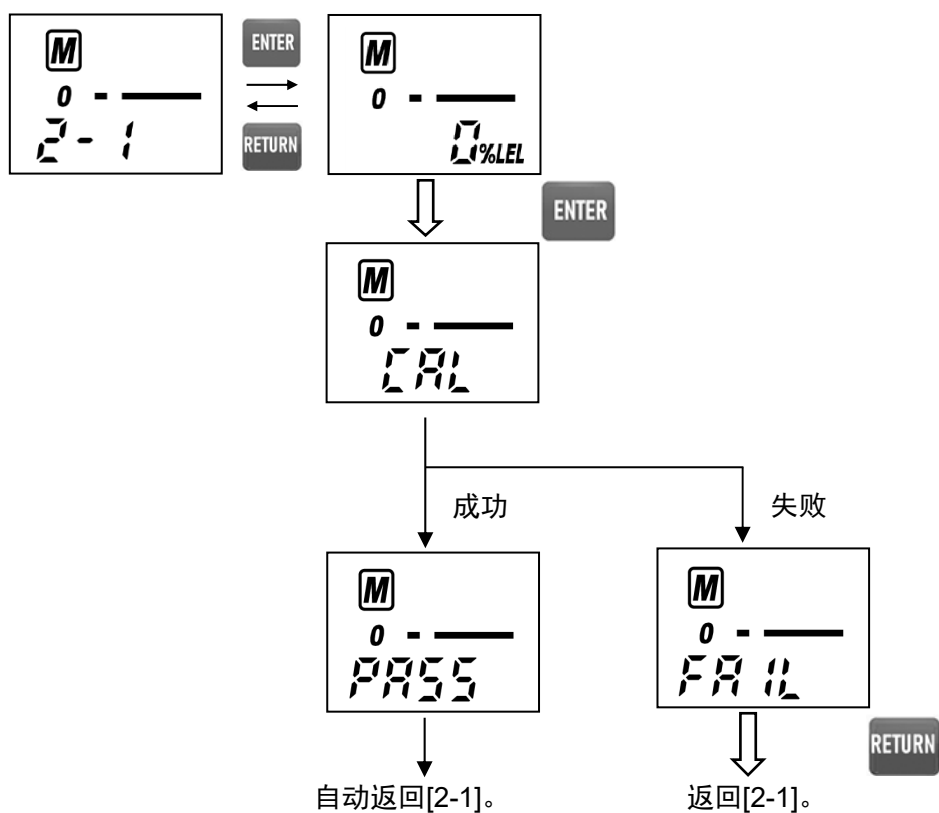 M
0
2-1
ENTER
RETURN
M
0
0%LEL
ENTER
M
0
CAL
成功
失败
M
0
PASS
M
0
FAIL
RETURN
自动返回[2-1]。
返回[2-1]。